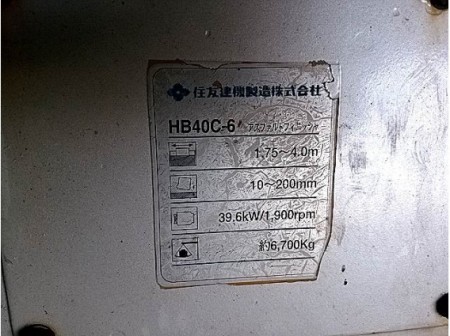 住友建機製造株式会社
HB40C-6 アスファルトフィニッシャ
1.75～4.0m
10～200mm
39.6kW/1,900rpm
約6,700Kg